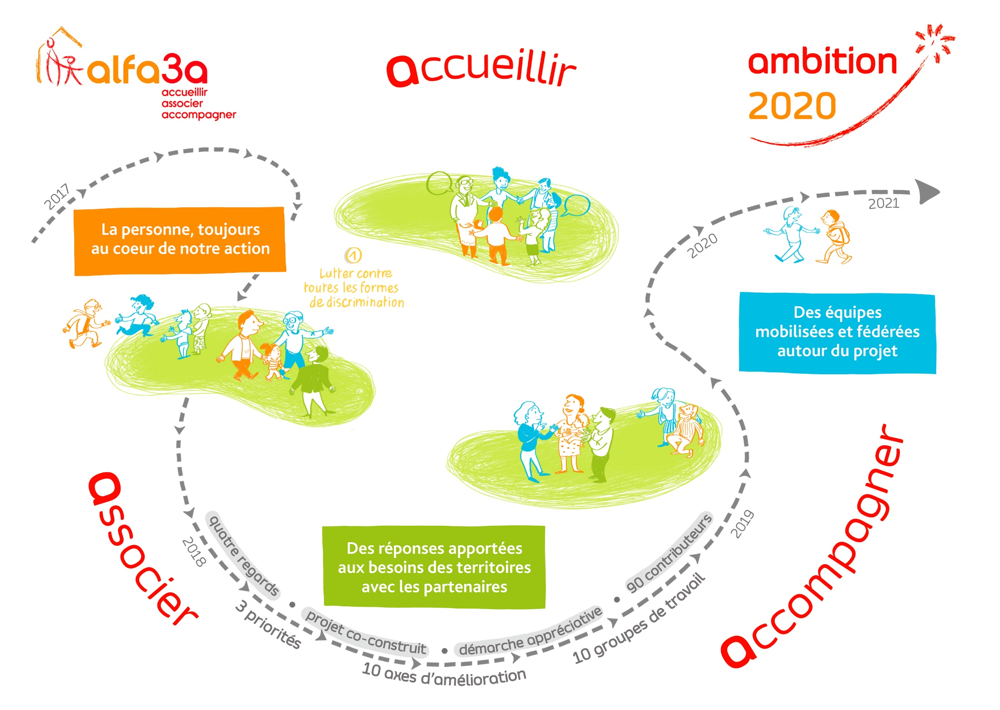 alfa3a
accueillir
associer
accompagner
accueillir
ambition
2020
2017
La personne, toujours
au coeur de notre action
1
Lutter contre
toutes les formes
de discrimination
2021
2020
Des équipes
mobilisées et fédérées
autour du projet
associer
accompagner
2018
2019
quatre regards
projet co-construit
démarche appréciative
90 contributeurs
Des réponses apportées
aux besoins des territoires
avec les partenaires
3 priorités
10 axes d'amélioration
10 groupes de travail